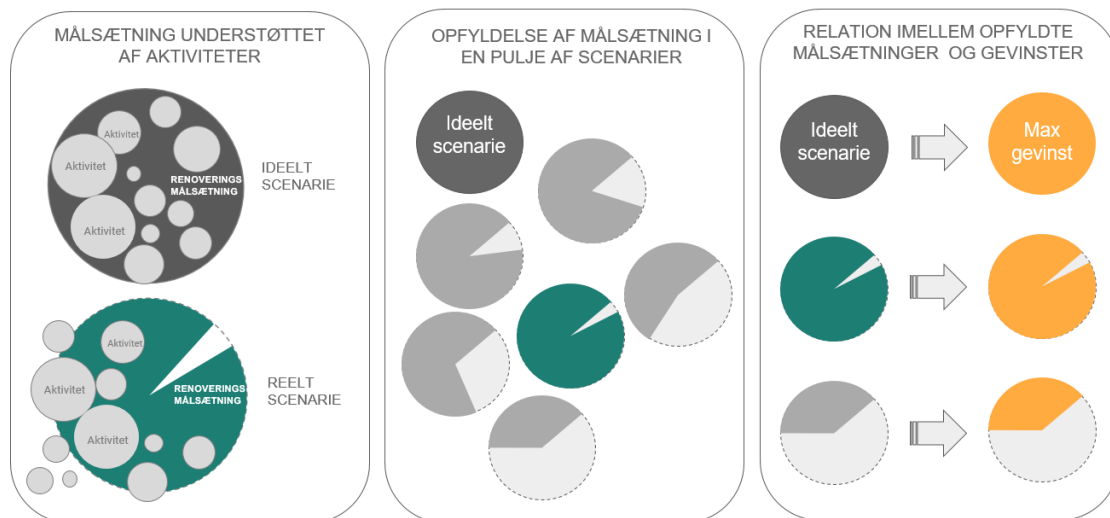 MÅLSÆTNING UNDERSTØTTET
AF AKTIVITETER
Aktivitet
Aktivitet
RENOVERINGS
MÅLSÆTNING
Aktivitet
IDEELT
SCENARIE
Aktivitet
Aktivitet
RENOVERINGS
MÅLSÆTNING
Aktivitet
REELT
SCENARIE
OPFYLDELSE AF MÅLSÆTNING I
EN PULJE AF SCENARIER
Ideelt
scenarie
RELATION IMELLEM OPFYLDTE
MÅLSÆTNINGER OG GEVINSTER
Ideelt
scenarie
Max
gevinst